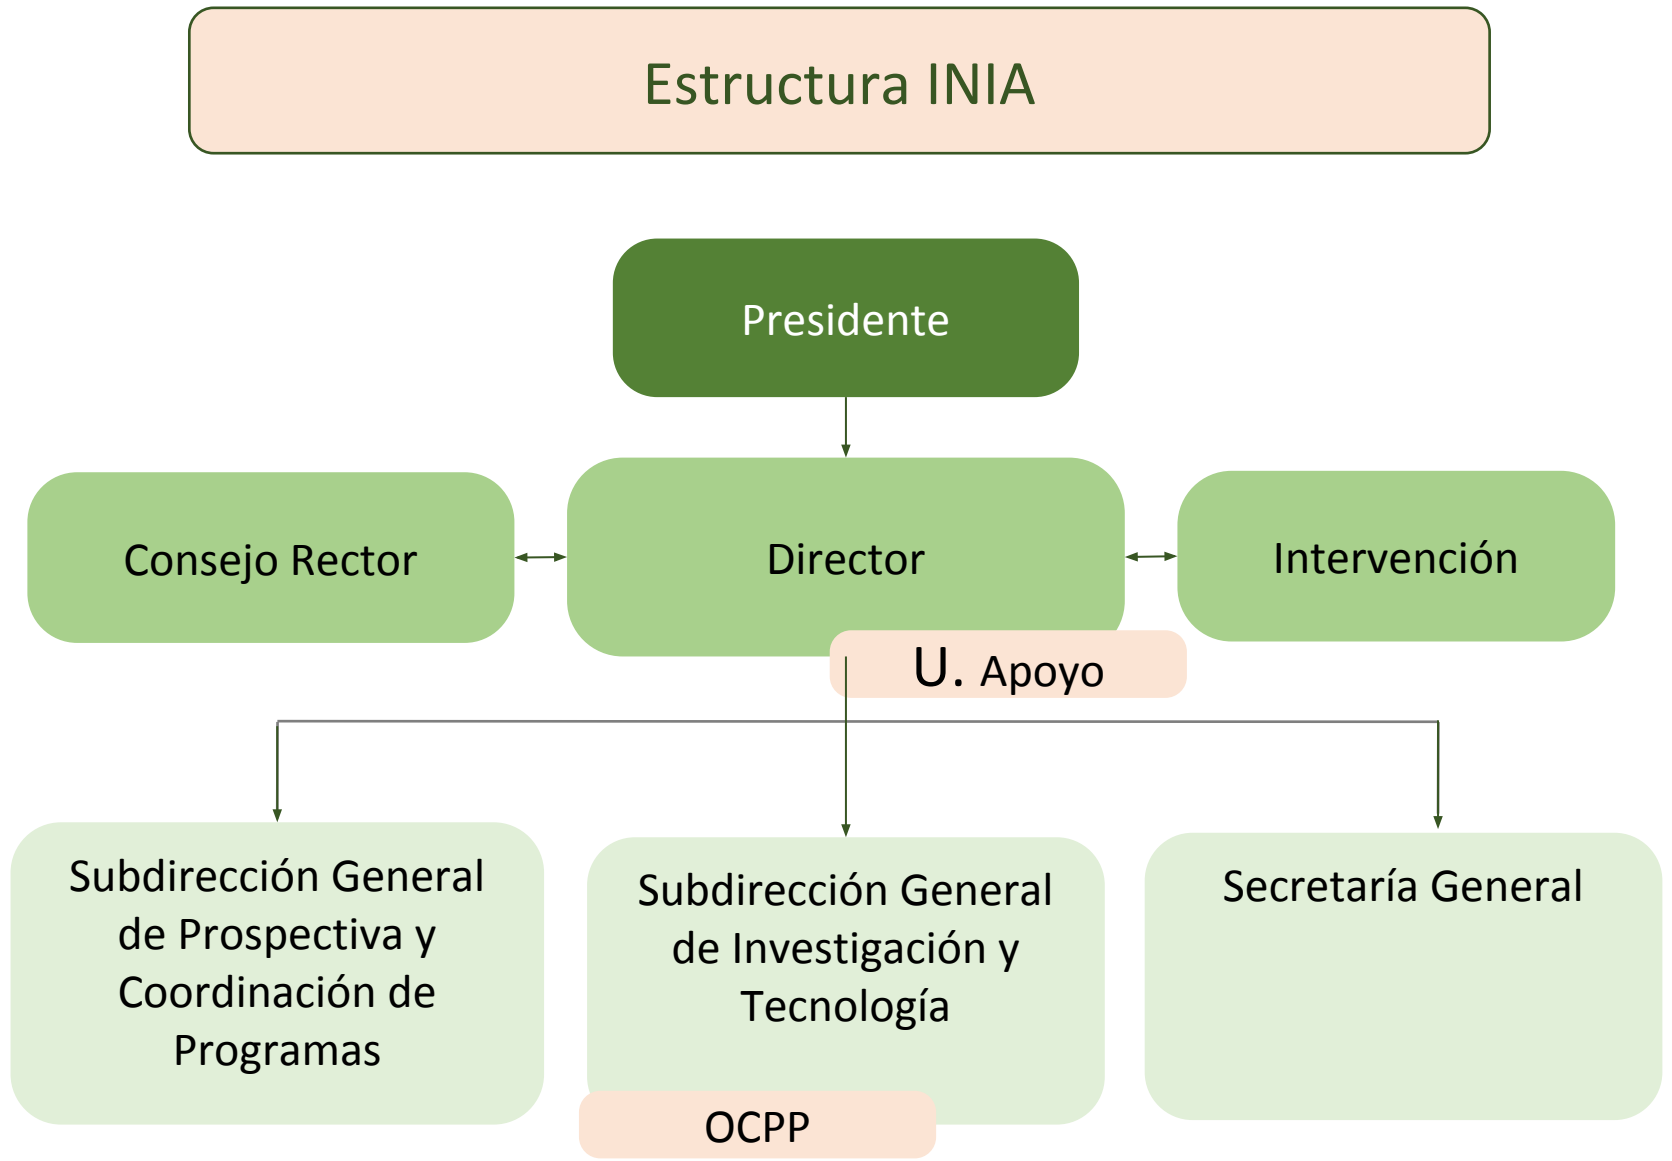 Estructura INIA
Presidente
Consejo Rector
Director
Intervención
U. Apoyo
Subdirección General
de Prospectiva y
Coordinación de
Programas
Subdirección General
de Investigación y
Tecnología
OCPP
Secretaría General